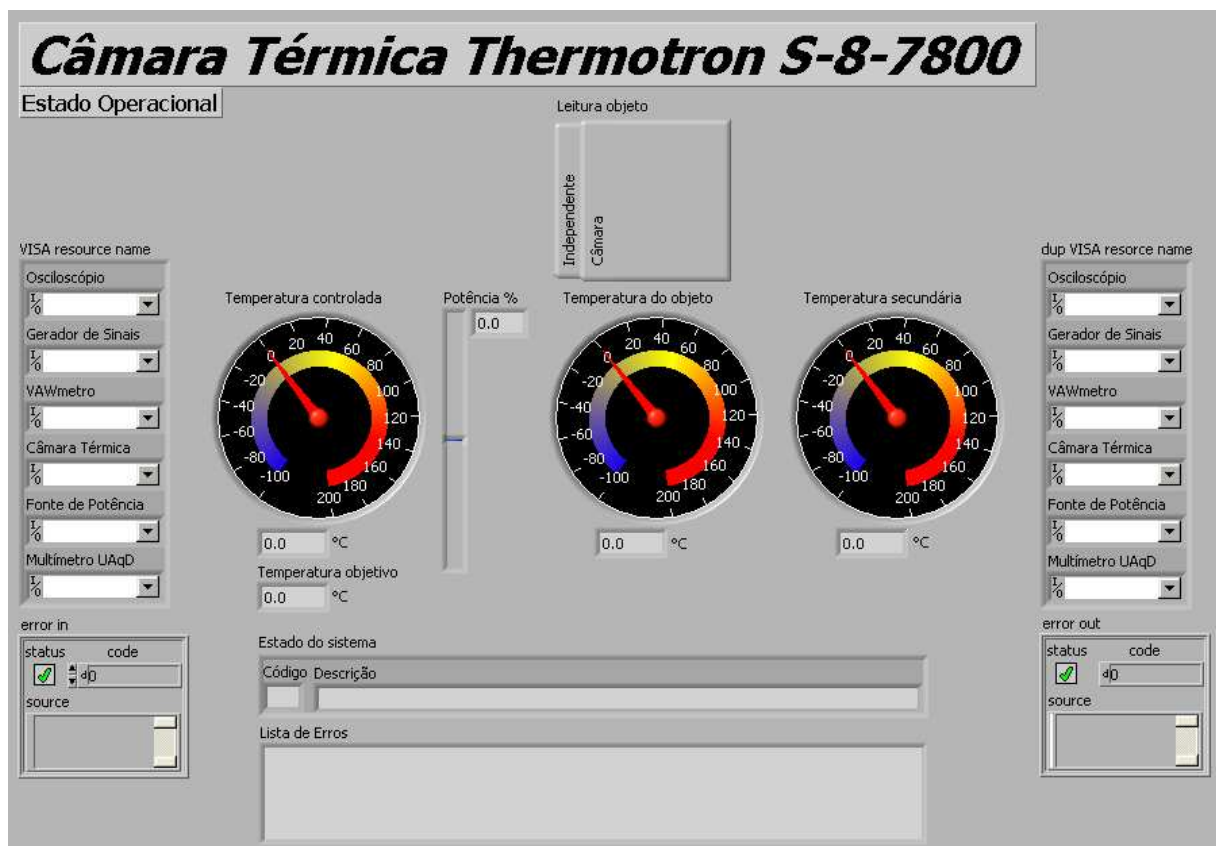 Câmara Térmica Thermotron S-8-7800
Estado Operacional
Leitura objeto
Independente
Câmara
VISA resource name
Osciloscópio
Gerador de Sinais
VAWmetro
Câmara Térmica
Fonte de Potência
Multímetro UAqD
error in
status code
d0
source
Temperatura controlada
-100 -80 -60 -40 -20 0 20 40 60 80 100 120 140 160 180 200
0.0 °C
Temperatura objetivo
0.0 °C
Potência %
0.0
Temperatura do objeto
-100 -80 -60 -40 -20 0 20 40 60 80 100 120 140 160 180 200
0.0 °C
Temperatura secundária
-100 -80 -60 -40 -20 0 20 40 60 80 100 120 140 160 180 200
0.0 °C
Estado do sistema
Código Descrição
Lista de Erros
dup VISA resorce name
Osciloscópio
Gerador de Sinais
VAWmetro
Câmara Térmica
Fonte de Potência
Multímetro UAqD
error out
status code
d0
source